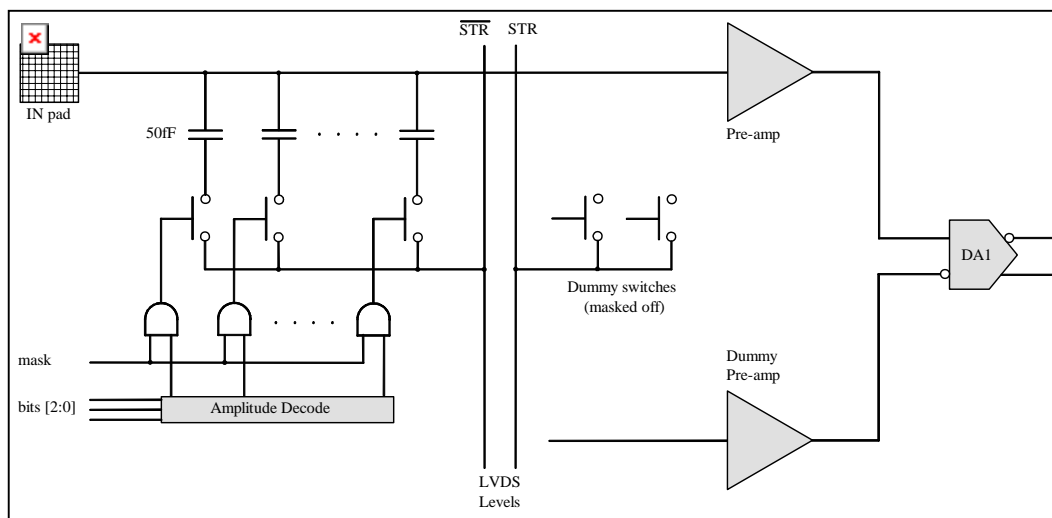 STR STR
IN pad
50fF
Pre-amp
DA1
Dummy switches
(masked off)
mask
Dummy
Pre-amp
bits [2:0]
Amplitude Decode
LVDS
Levels